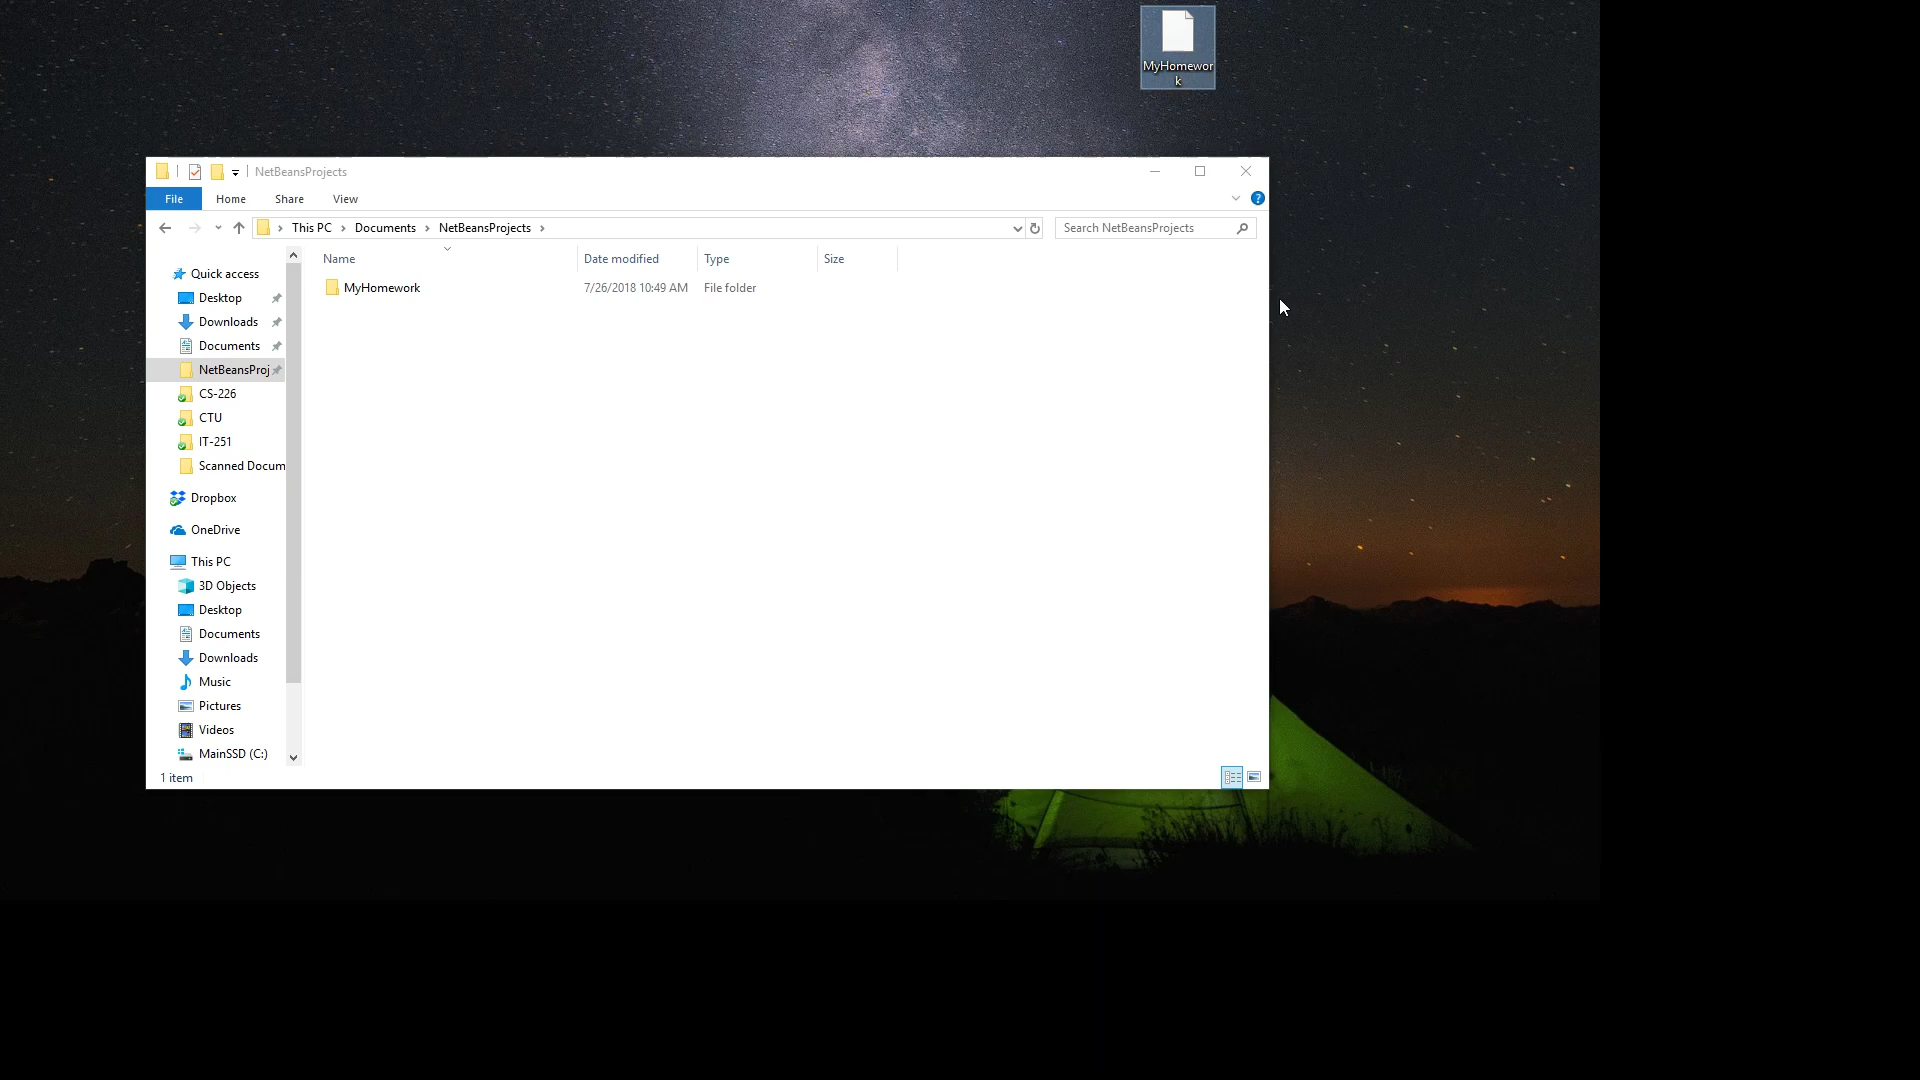 MyHomewor
k
NetBeansProjects
File Home Share View
This PC Documents NetBeansProjects
Search NetBeansProjects
Name Date modified Type Size
MyHomework 7/26/2018 10:49 AM File folder
Quick access
Desktop
Downloads
Documents
NetBeansProj
CS-226
CTU
IT-251
Scanned Docum
Dropbox
OneDrive
This PC
3D Objects
Desktop
Documents
Downloads
Music
Pictures
Videos
MainSSD (C:)
1 item